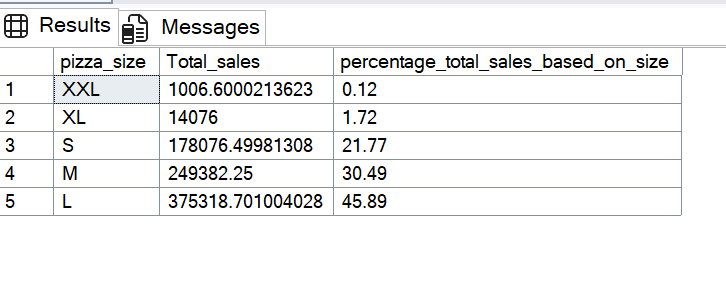 Results Messages
pizza_size Total_sales percentage_total_sales_based_on_size
1 XXL 1006.6000213623 0.12
2 XL 14076 1.72
3 S 178076.49981308 21.77
4 M 249382.25 30.49
5 L 375318.701004028 45.89